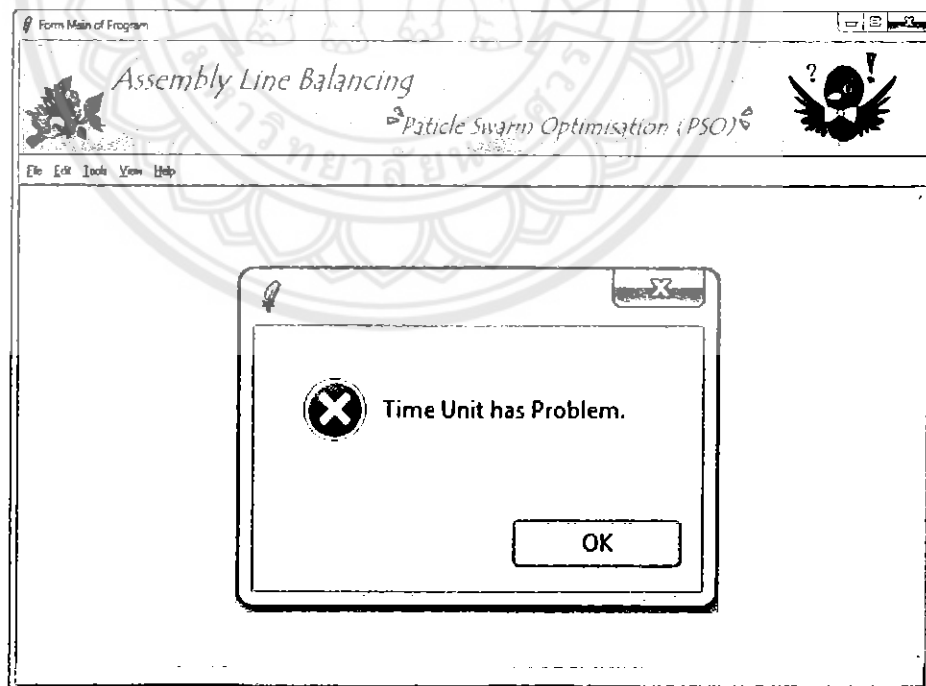 Form Main of Program
Assembly Line Balancing
Paticle Swarm Optimisation (PSO)
File Edit Tools View Help
Time Unit has Problem.
OK